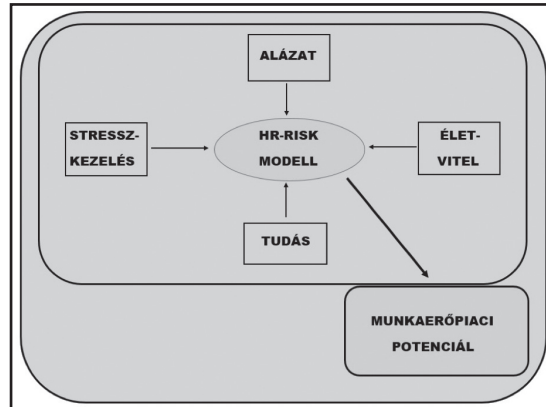 ALÁZAT
STRESSZ-
KEZELÉS
HR-RISK
MODELL
ÉLET-
VITEL
TUDÁS
MUNKAERŐPIACI
POTENCIÁL